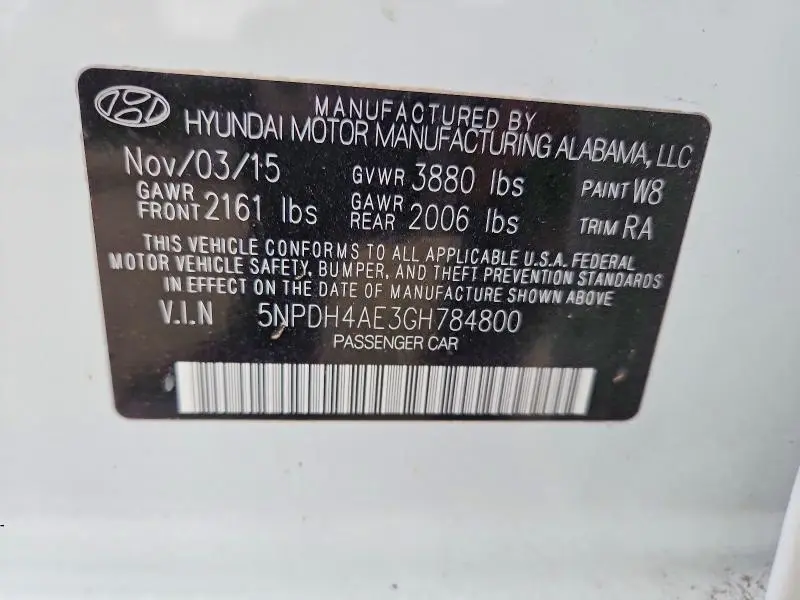 MANUFACTURED BY
HYUNDAI MOTOR MANUFACTURING ALABAMA, LLC
Nov/03/15 GVWR 3880 lbs PAINT W8
GAWR FRONT 2161 lbs GAWR REAR 2006 lbs TRIM RA
THIS VEHICLE CONFORMS TO ALL APPLICABLE U.S.A. FEDERAL
MOTOR VEHICLE SAFETY, BUMPER, AND THEFT PREVENTION STANDARDS
IN EFFECT ON THE DATE OF MANUFACTURE SHOWN ABOVE
V.I.N 5NPDH4AE3GH784800
PASSENGER CAR